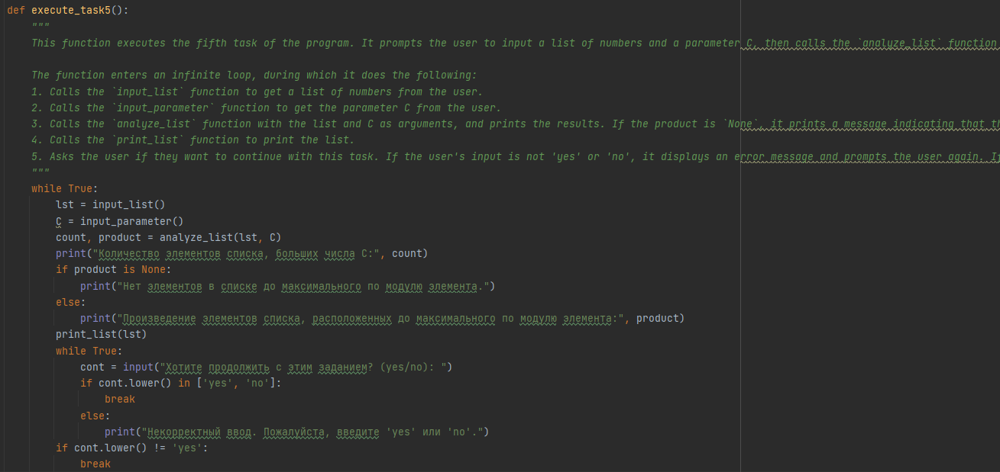 def execute_task5():
    """
    This function executes the fifth task of the program. It prompts the user to input a list of numbers and a parameter C, then calls the `analyze_list` function

    The function enters an infinite loop, during which it does the following:
    1. Calls the `input_list` function to get a list of numbers from the user.
    2. Calls the `input_parameter` function to get the parameter C from the user.
    3. Calls the `analyze_list` function with the list and C as arguments, and prints the results. If the product is `None`, it prints a message indicating that th
    4. Calls the `print_list` function to print the list.
    5. Asks the user if they want to continue with this task. If the user's input is not 'yes' or 'no', it displays an error message and prompts the user again. If
    """
    while True:
        lst = input_list()
        C = input_parameter()
        count, product = analyze_list(lst, C)
        print("Количество элементов списка, больших числа C:", count)
        if product is None:
            print("Нет элементов в списке до максимального по модулю элемента.")
        else:
            print("Произведение элементов списка, расположенных до максимального по модулю элемента:", product)
        print_list(lst)
        while True:
            cont = input("Хотите продолжить с этим заданием? (yes/no): ")
            if cont.lower() in ['yes', 'no']:
                break
            else:
                print("Некорректный ввод. Пожалуйста, введите 'yes' или 'no'.")
        if cont.lower() != 'yes':
            break